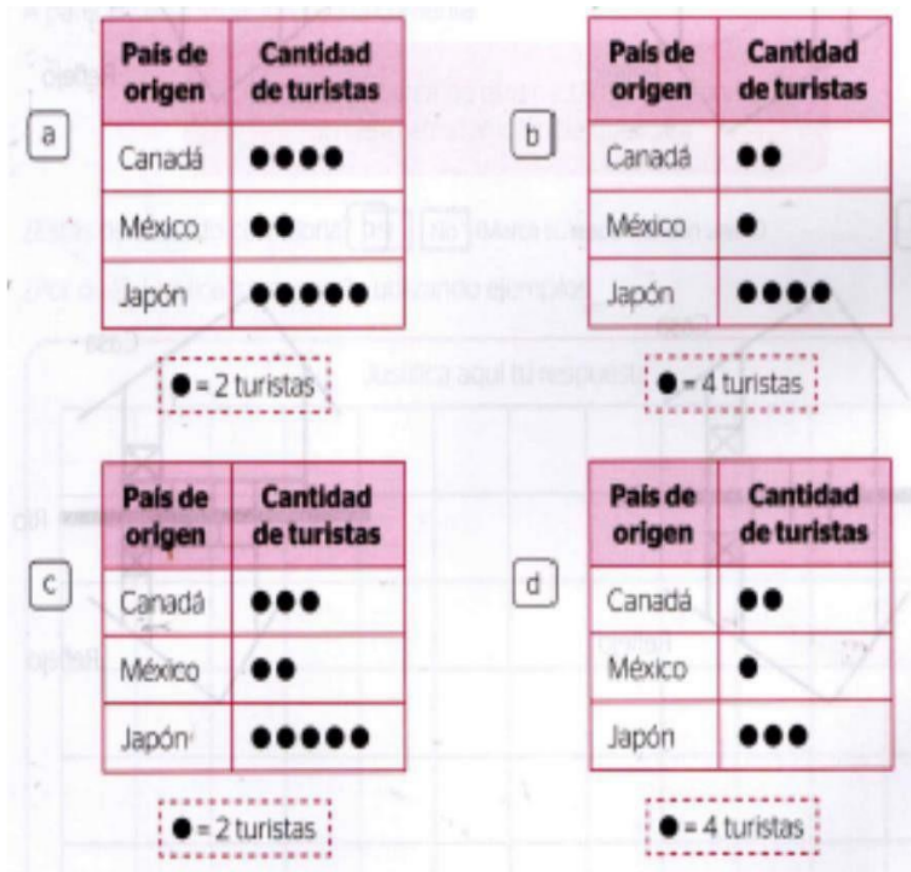 País de origen Cantidad de turistas
a
Canadá ●●●●
México ●●
Japón ●●●●●
● = 2 turistas
País de origen Cantidad de turistas
b
Canadá ●●
México ●
Japón ●●●●
● = 4 turistas
País de origen Cantidad de turistas
c
Canadá ●●●
México ●●
Japón ●●●●●
● = 2 turistas
País de origen Cantidad de turistas
d
Canadá ●●
México ●
Japón ●●●
● = 4 turistas